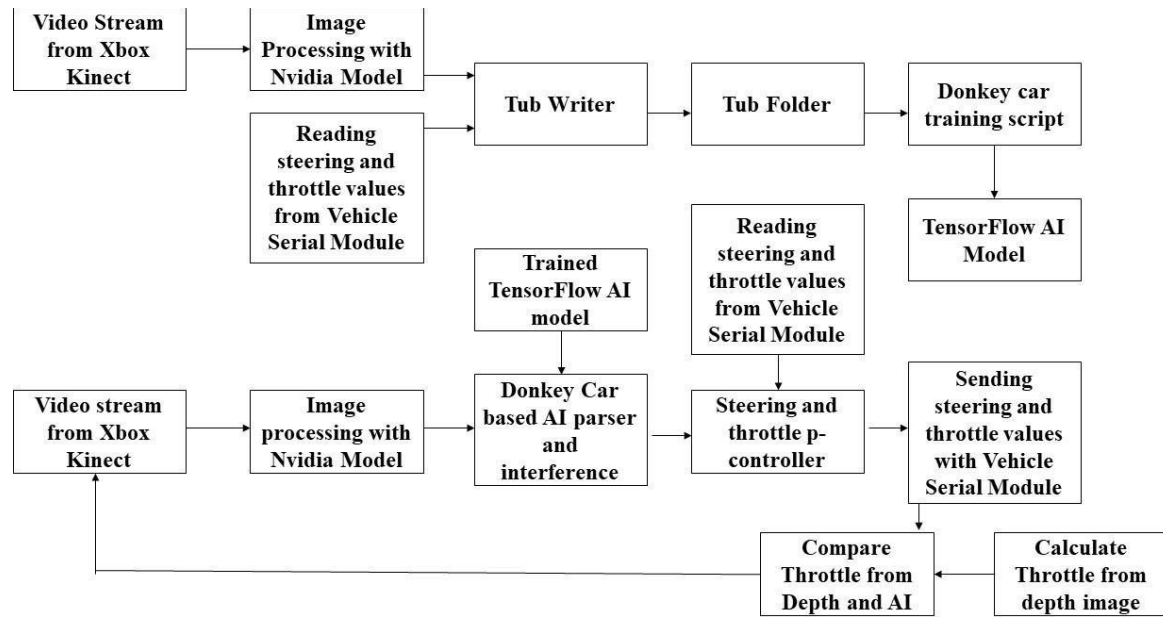 Video Stream
from Xbox
Kinect
Image
Processing with
Nvidia Model
Reading
steering and
throttle values
from Vehicle
Serial Module
Tub Writer
Tub Folder
Donkey car
training script
TensorFlow AI
Model
Trained
TensorFlow AI
model
Reading
steering and
throttle values
from Vehicle
Serial Module
Video stream
from Xbox
Kinect
Image
processing with
Nvidia Model
Donkey Car
based AI parser
and
interference
Steering and
throttle p-
controller
Sending
steering and
throttle values
with Vehicle
Serial Module
Compare
Throttle from
Depth and AI
Calculate
Throttle from
depth image